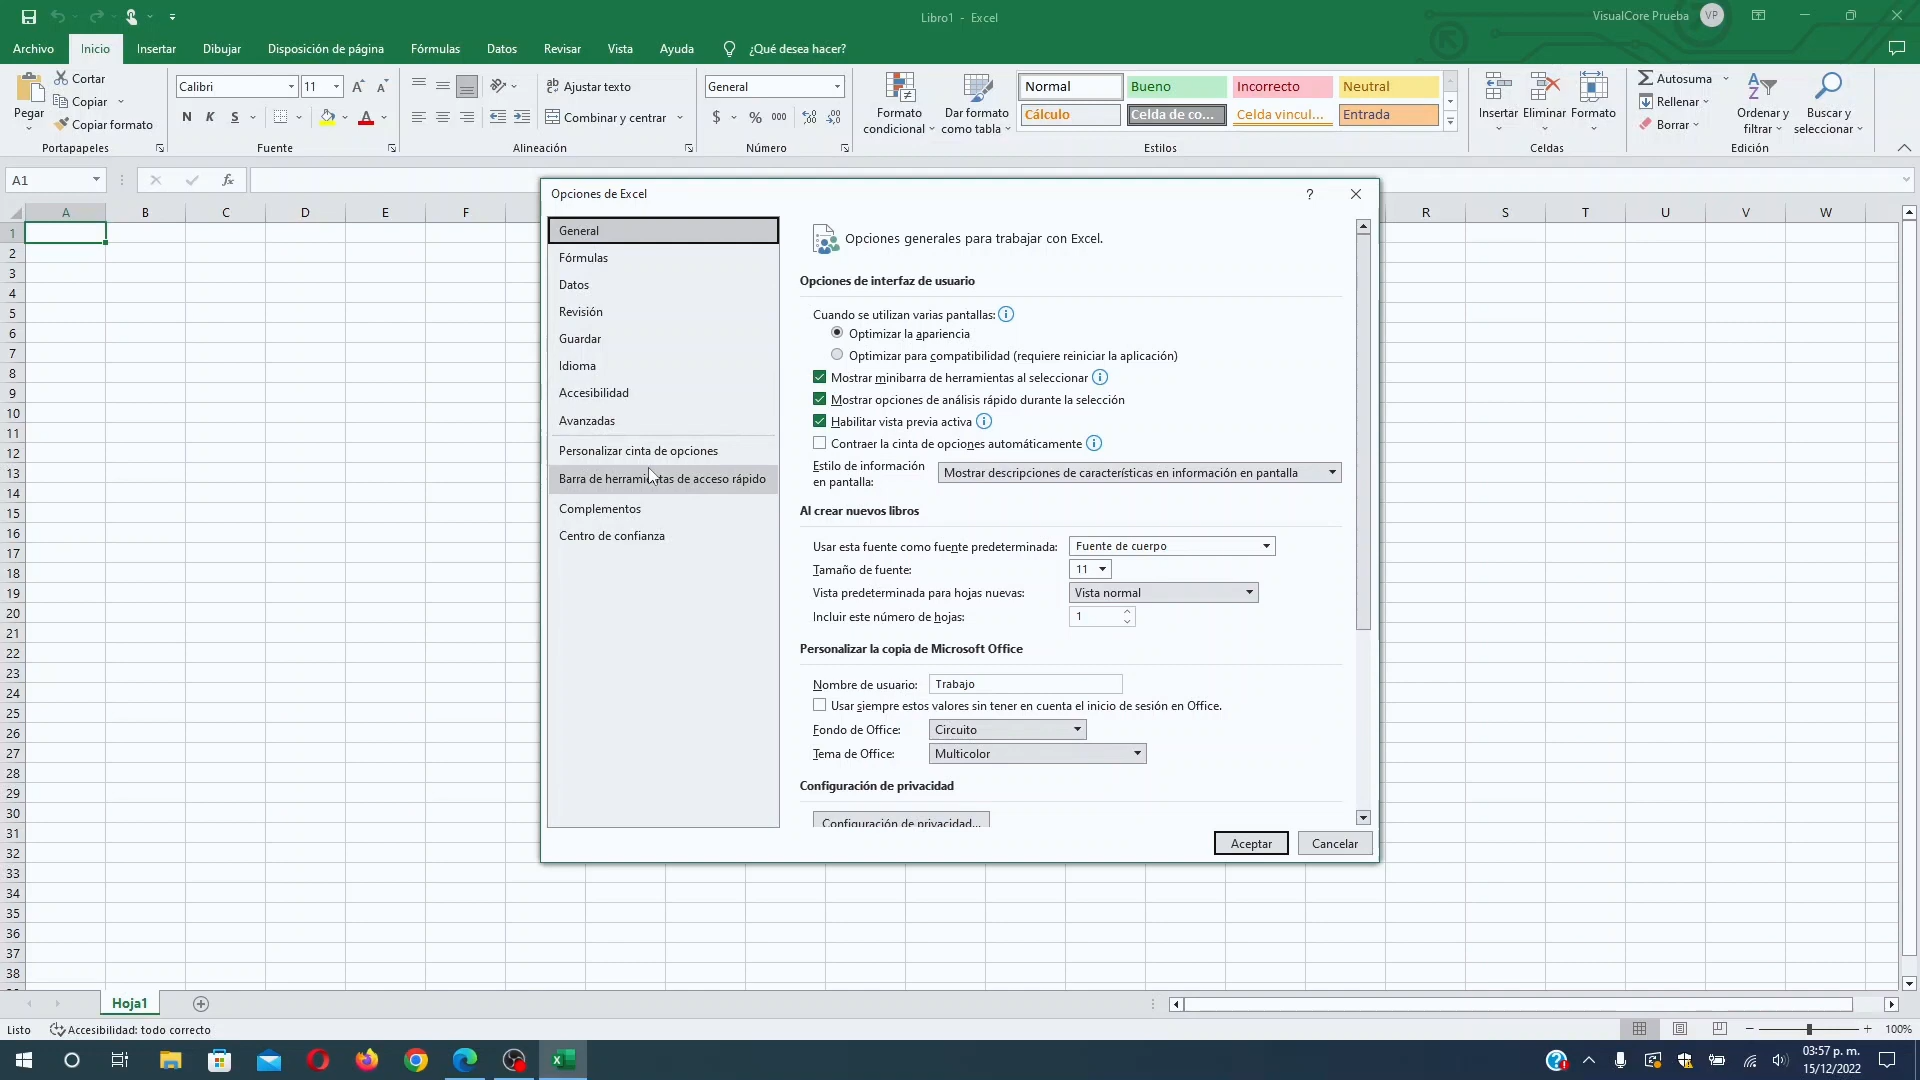 Libro1 - Excel
VisualCore Prueba VP
Archivo Inicio Insertar Dibujar Disposición de página Fórmulas Datos Revisar Vista Ayuda ¿Qué desea hacer?
Pegar
Cortar
Copiar
Copiar formato
Portapapeles
Calibri 11
N K S
Fuente
Ajustar texto
Combinar y centrar
Alineación
General
$ % 000
Número
Formato condicional
Dar formato como tabla
Normal Bueno Incorrecto Neutral
Cálculo Celda de co... Celda vincul... Entrada
Estilos
Insertar Eliminar Formato
Celdas
Autosuma
Rellenar
Borrar
Ordenar y filtrar
Buscar y seleccionar
Edición
A1 fx
A B C D E F R S T U V W
1
2
3
4
5
6
7
8
9
10
11
12
13
14
15
16
17
18
19
20
21
22
23
24
25
26
27
28
29
30
31
32
33
34
35
36
37
38
Opciones de Excel ?
General
Fórmulas
Datos
Revisión
Guardar
Idioma
Accesibilidad
Avanzadas
Personalizar cinta de opciones
Barra de herramientas de acceso rápido
Complementos
Centro de confianza
Opciones generales para trabajar con Excel.
Opciones de interfaz de usuario
Cuando se utilizan varias pantallas:
Optimizar la apariencia
Optimizar para compatibilidad (requiere reiniciar la aplicación)
Mostrar minibarra de herramientas al seleccionar
Mostrar opciones de análisis rápido durante la selección
Habilitar vista previa activa
Contraer la cinta de opciones automáticamente
Estilo de información en pantalla: Mostrar descripciones de características en información en pantalla
Al crear nuevos libros
Usar esta fuente como fuente predeterminada: Fuente de cuerpo
Tamaño de fuente: 11
Vista predeterminada para hojas nuevas: Vista normal
Incluir este número de hojas: 1
Personalizar la copia de Microsoft Office
Nombre de usuario: Trabajo
Usar siempre estos valores sin tener en cuenta el inicio de sesión en Office.
Fondo de Office: Circuito
Tema de Office: Multicolor
Configuración de privacidad
Configuración de privacidad...
Aceptar Cancelar
Hoja1
Listo Accesibilidad: todo correcto
100%
03:57 p. m.
15/12/2022